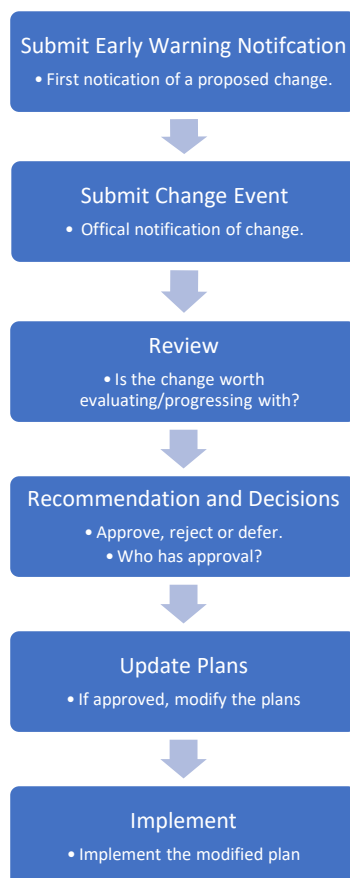 Submit Early Warning Notifcation
• First notication of a proposed change.
Submit Change Event
• Offical notification of change.
Review
• Is the change worth
evaluating/progressing with?
Recommendation and Decisions
• Approve, reject or defer.
• Who has approval?
Update Plans
• If approved, modify the plans
Implement
• Implement the modified plan